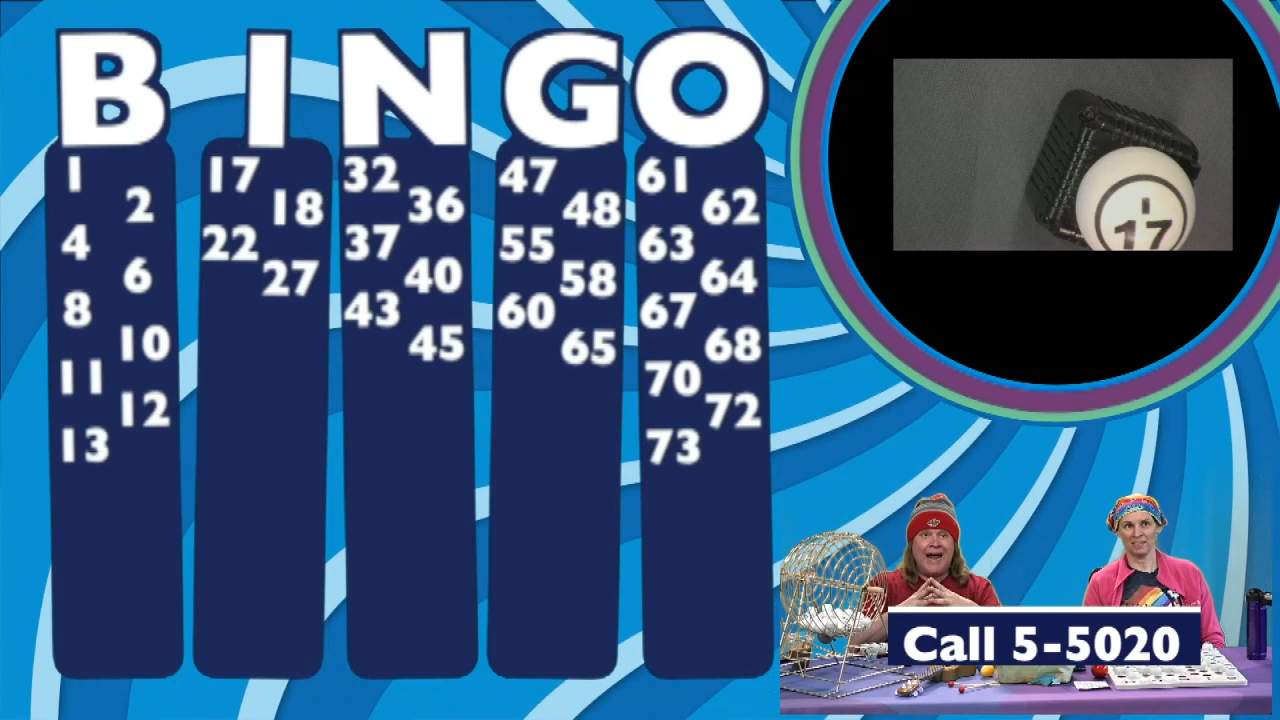 B I N G O
1 17 32 47 61
2 18 36 48 62
4 22 37 55 63
6 27 40 58 64
8 43 60 67
10 45 65 68
11 70
12 72
13 73
I
17
Call 5-5020